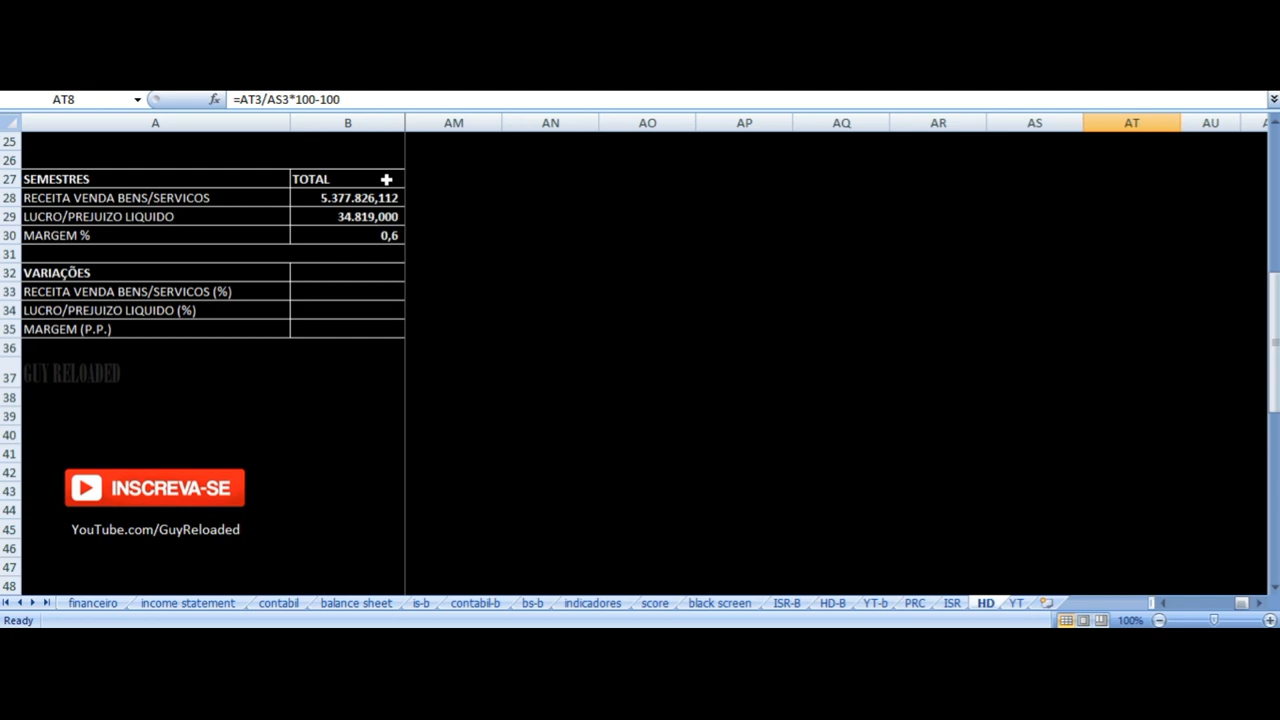 AT8 fx =AT3/AS3*100-100
A B AM AN AO AP AQ AR AS AT AU
25
26
27 SEMESTRES TOTAL
28 RECEITA VENDA BENS/SERVICOS 5.377.826,112
29 LUCRO/PREJUIZO LIQUIDO 34.819,000
30 MARGEM % 0,6
31
32 VARIAÇÕES
33 RECEITA VENDA BENS/SERVICOS (%)
34 LUCRO/PREJUIZO LIQUIDO (%)
35 MARGEM (P.P.)
36
37 GUY RELOADED
38
39
40
41
42
43 INSCREVA-SE
44
45 YouTube.com/GuyReloaded
46
47
48
financeiro income statement contabil balance sheet is-b contabil-b bs-b indicadores score black screen ISR-B HD-B YT-b PRC ISR HD YT
Ready 100%